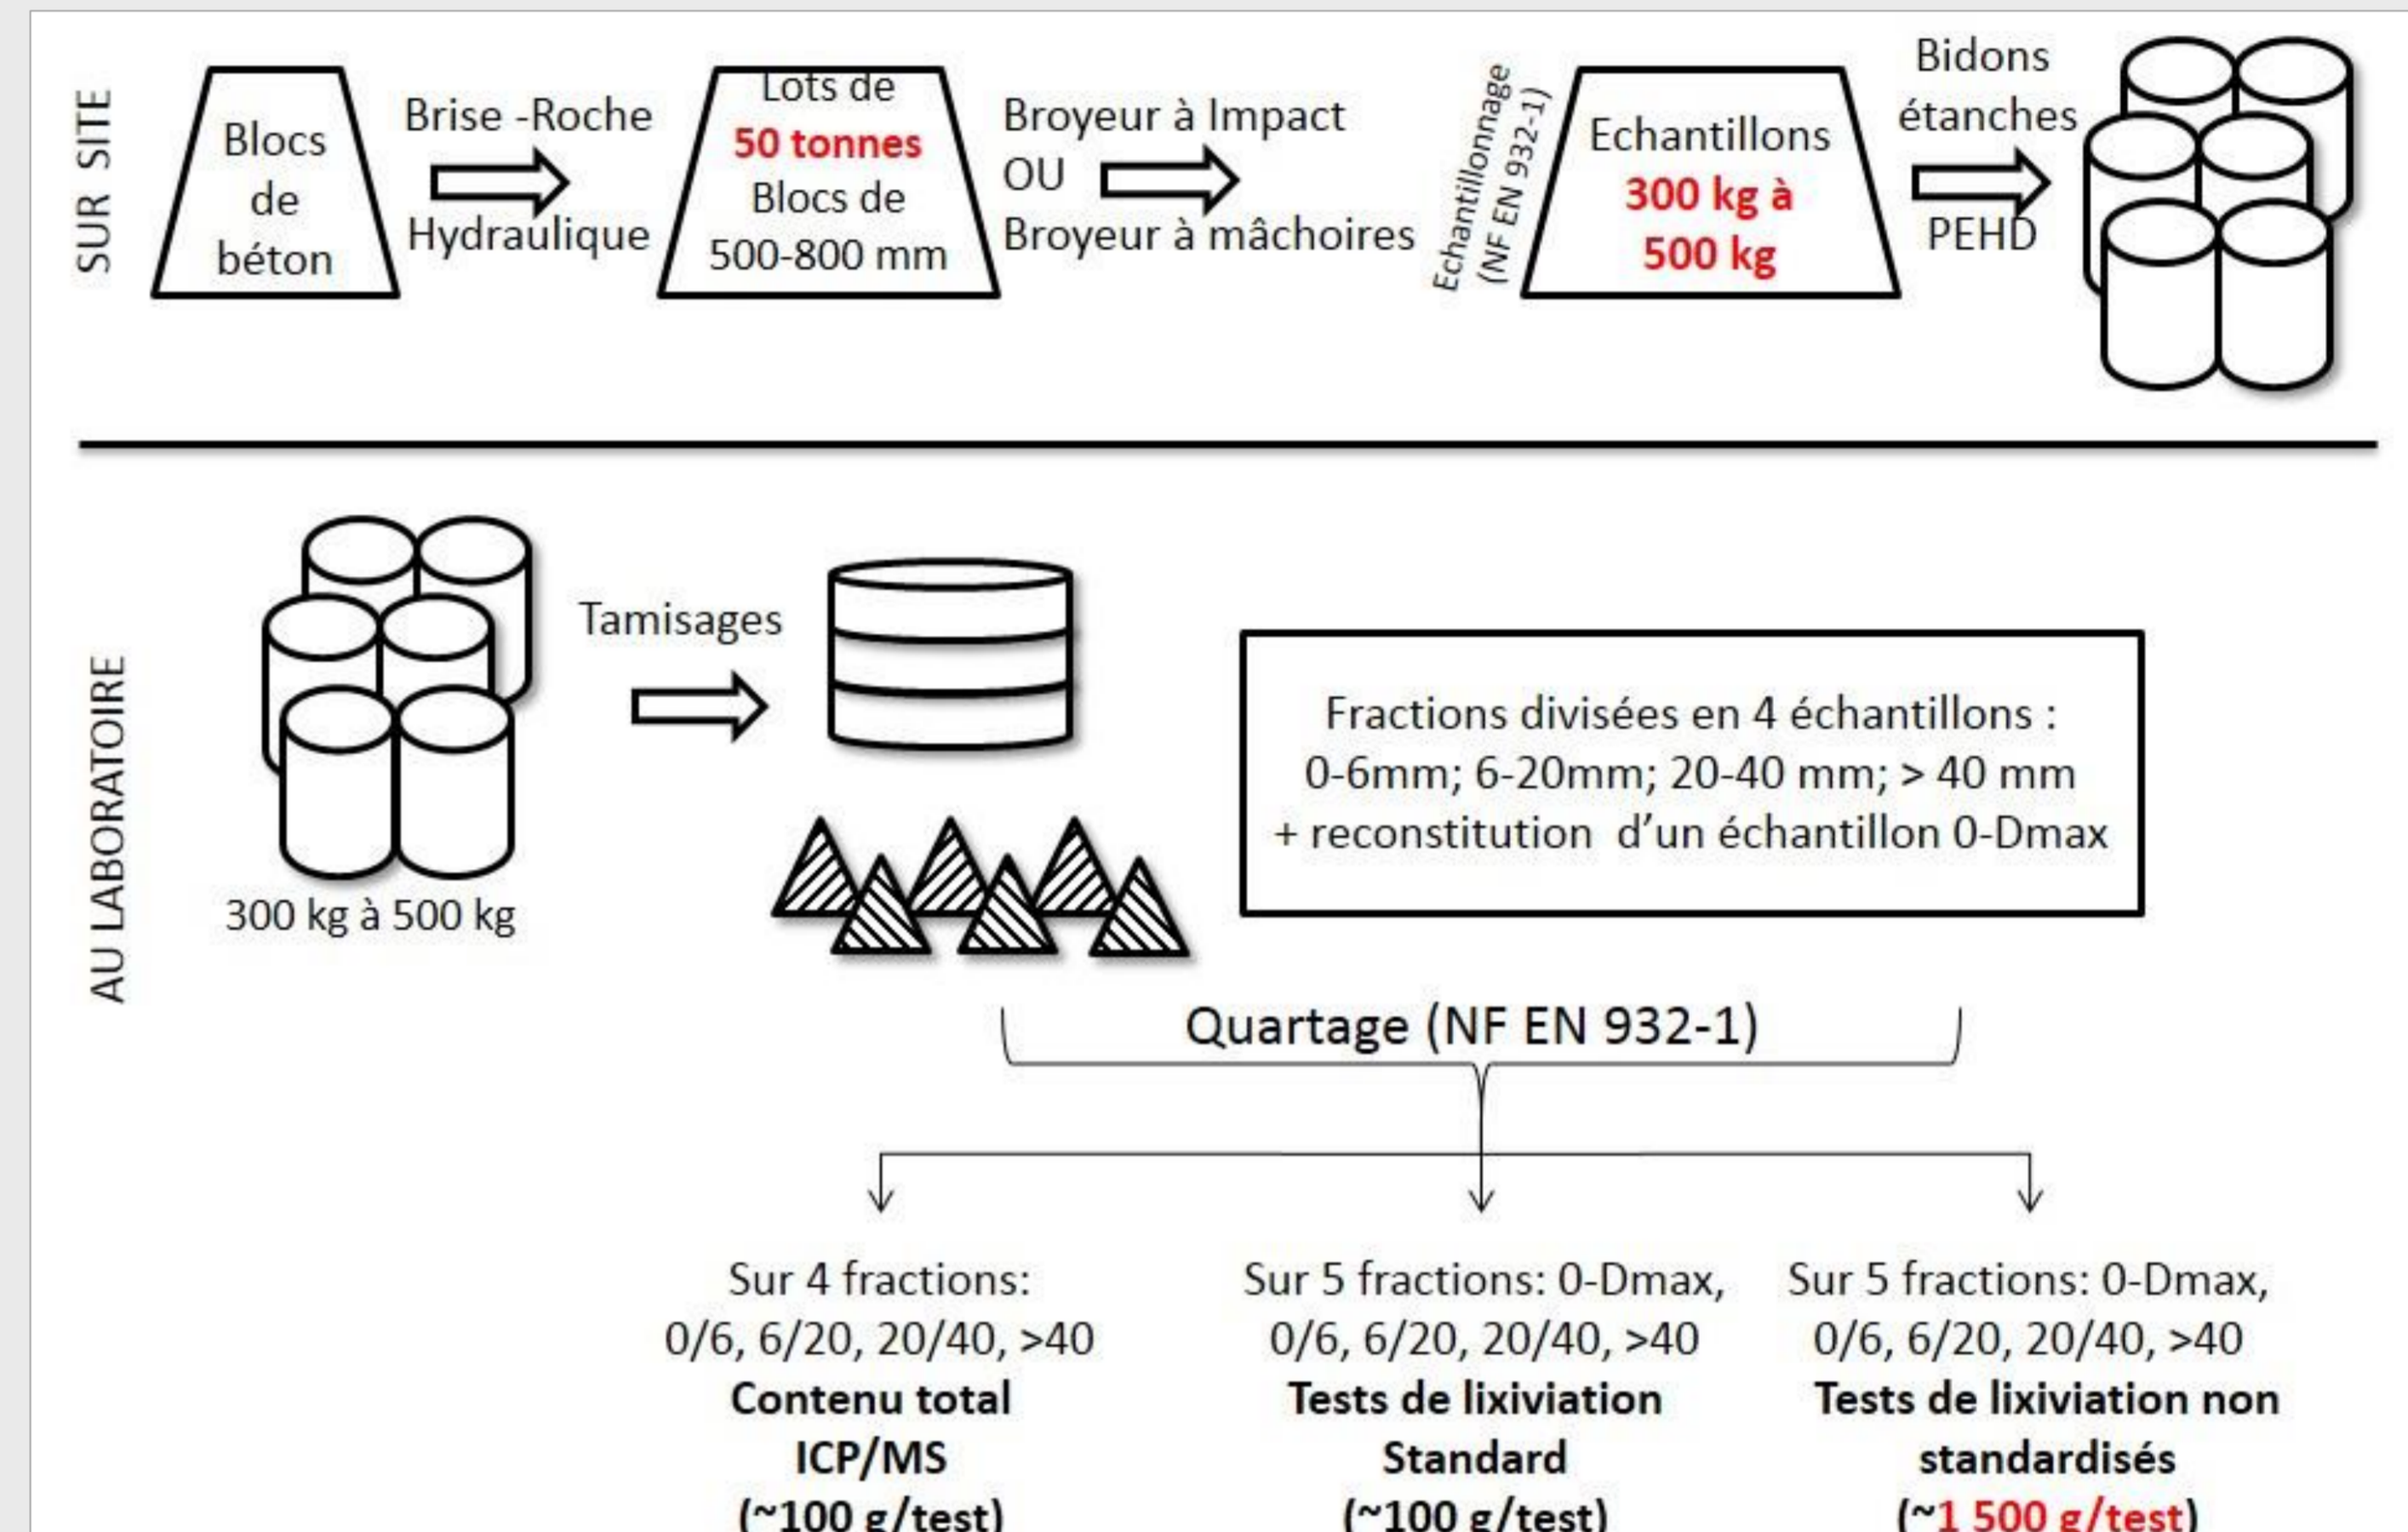 SUR SITE
Blocs
de
béton
Brise -Roche
Hydraulique
Lots de
50 tonnes
Blocs de
500-800 mm
Broyeur à Impact
OU
Broyeur à mâchoires
Echantillonnage
(NF EN 932-1)
Echantillons
300 kg à
500 kg
Bidons
étanches
PEHD
AU LABORATOIRE
300 kg à 500 kg
Tamisages
Fractions divisées en 4 échantillons :
0-6mm; 6-20mm; 20-40 mm; > 40 mm
+ reconstitution d’un échantillon 0-Dmax
Quartage (NF EN 932-1)
Sur 4 fractions:
0/6, 6/20, 20/40, >40
Contenu total
ICP/MS
(~100 g/test)
Sur 5 fractions: 0-Dmax,
0/6, 6/20, 20/40, >40
Tests de lixiviation
Standard
(~100 g/test)
Sur 5 fractions: 0-Dmax,
0/6, 6/20, 20/40, >40
Tests de lixiviation non
standardisés
(~1 500 g/test)